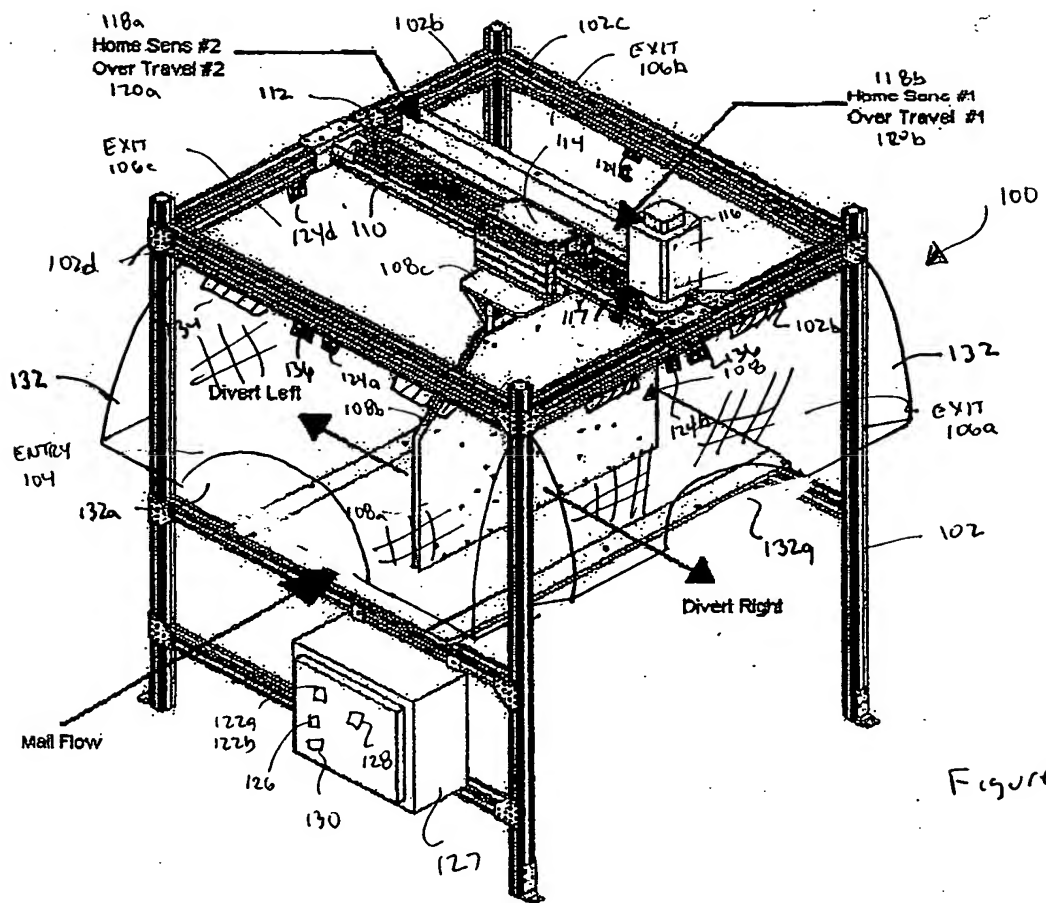 118a
Home Sens #2
Over Travel #2
120a
102b
102c
EXIT
106b
118b
Home Sens #1
Over Travel #1
120b
112
114
EXIT
106c
124d
110
116
100
102d
108c
117
134
136
124a
102b
132
Divert Left
108b
136
124b
108
132
EXIT
106a
ENTRY
104
132a
108a
132a
102
Divert Right
Mail Flow
122a
122b
126
128
130
127
Figure